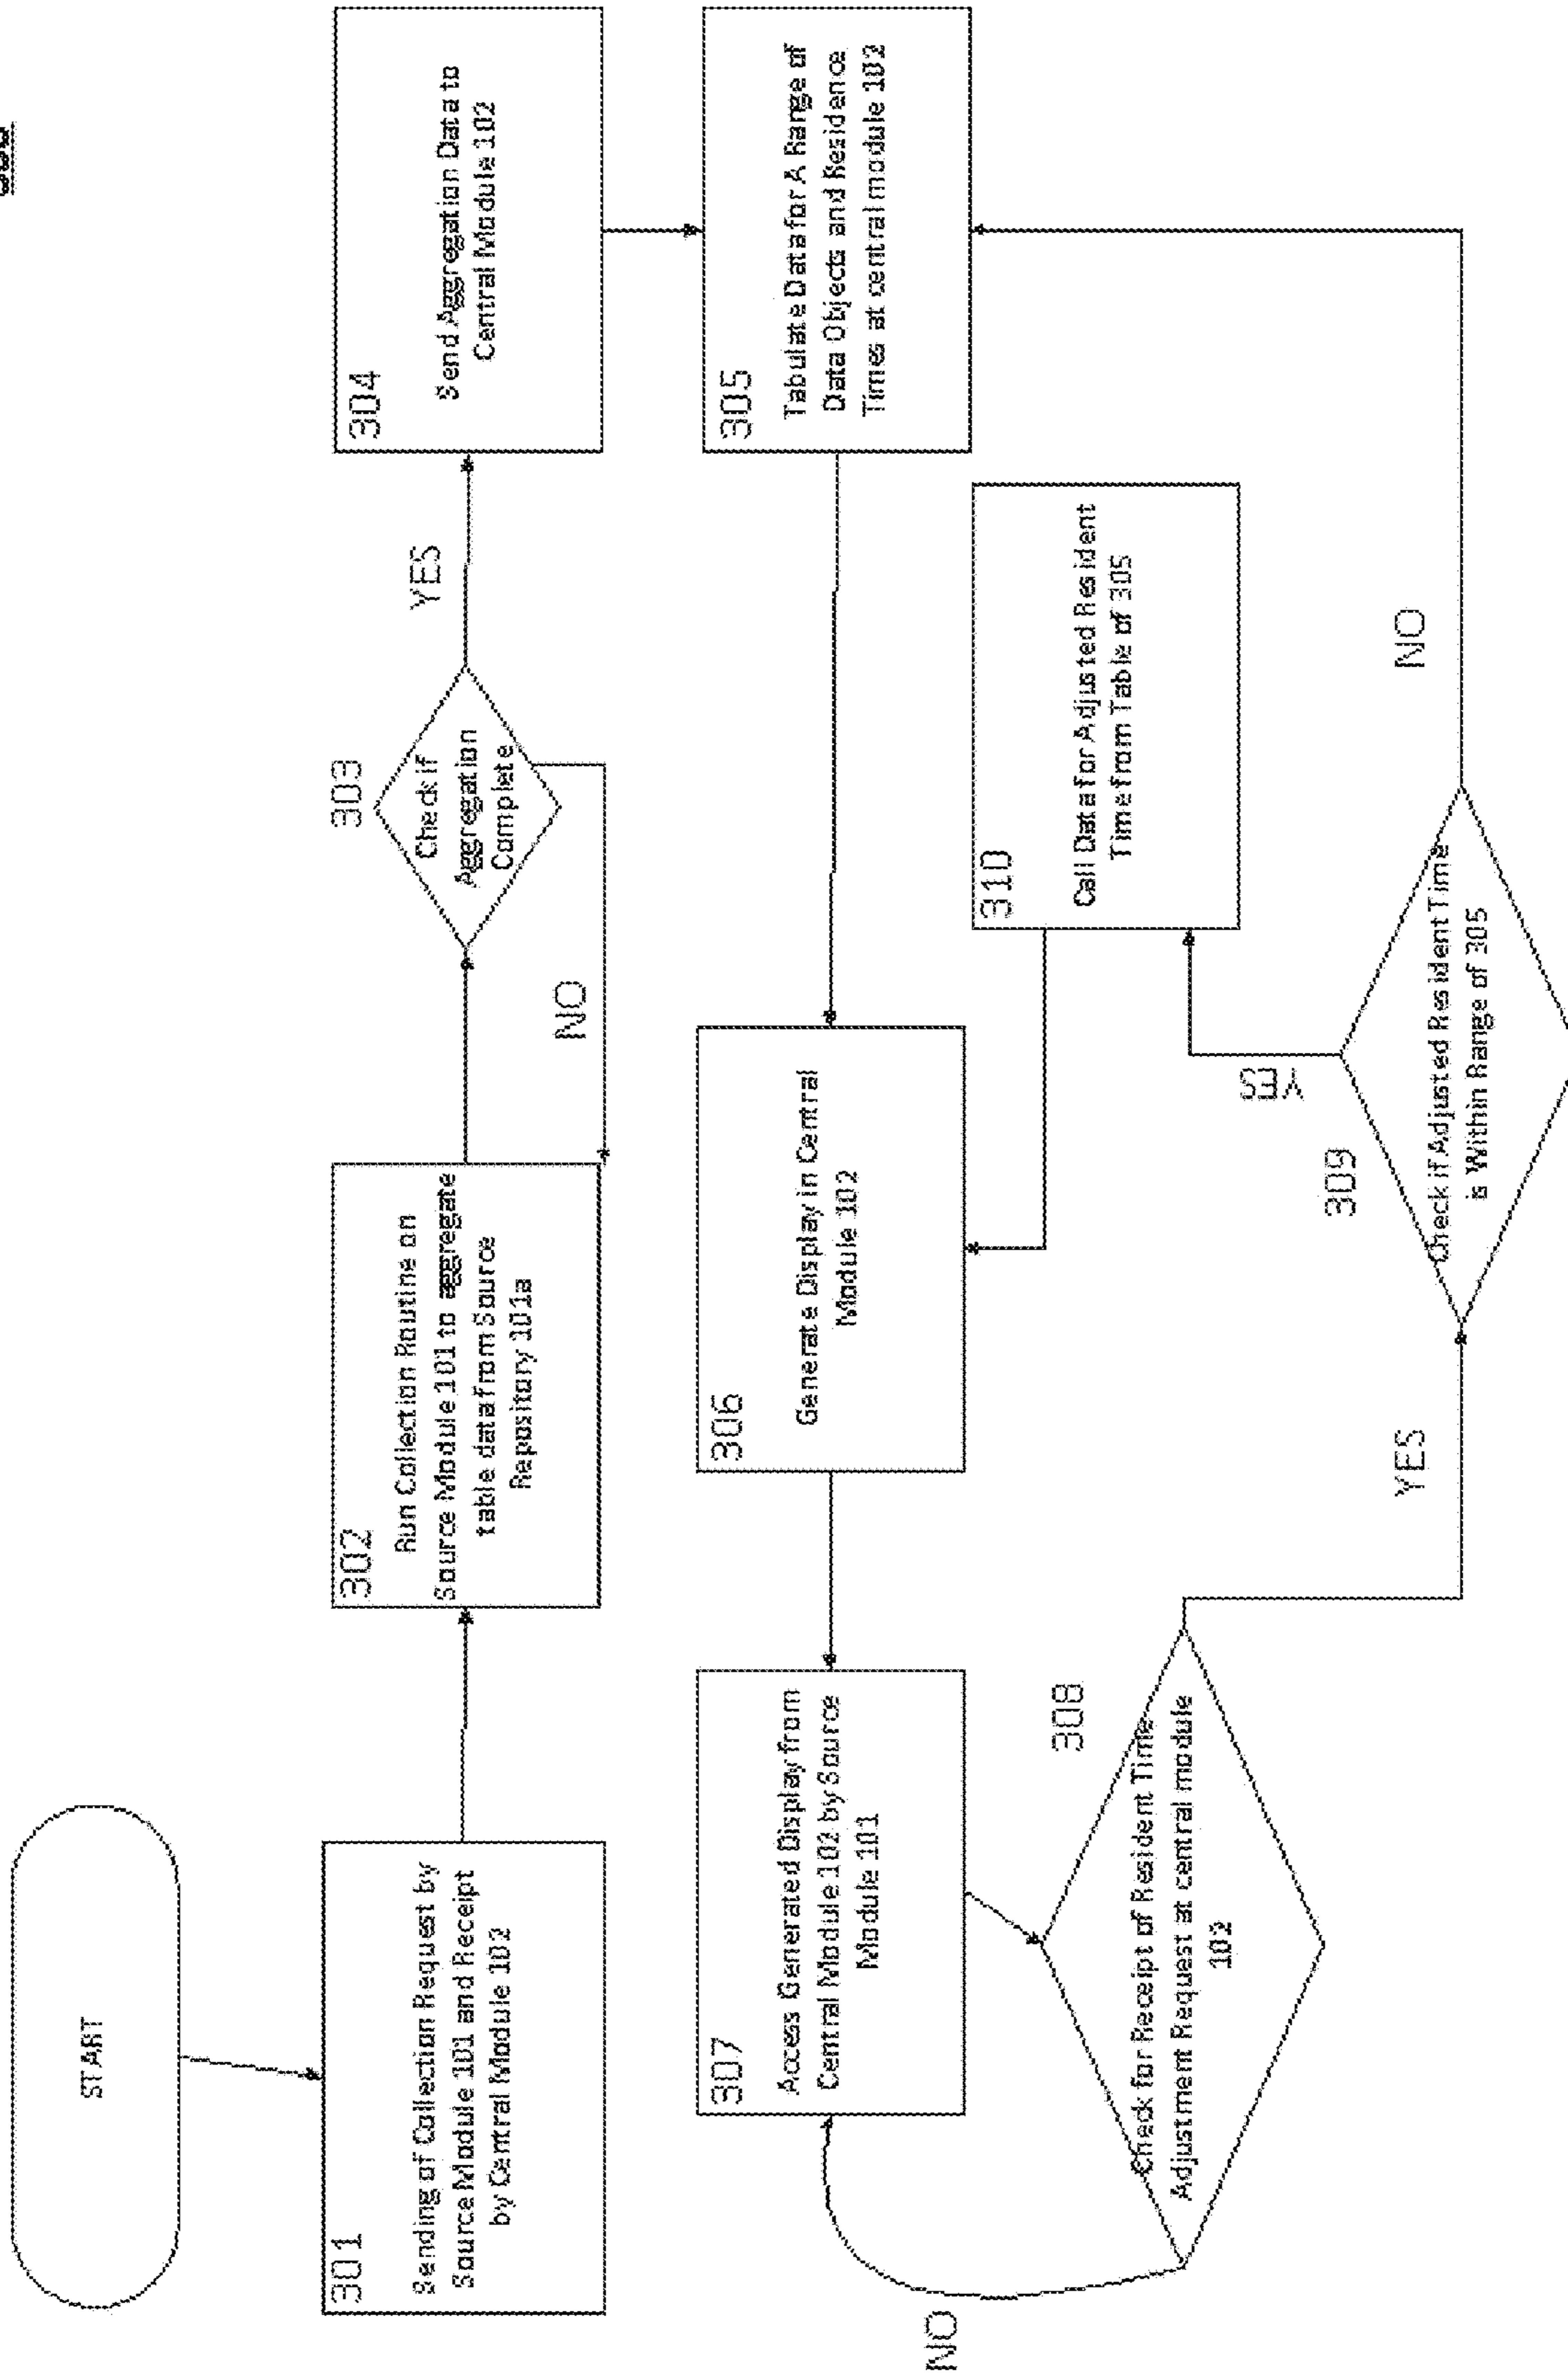 START
301
Sending of Collection Request by
Source Module 101 and Receipt
by Central Module 102
302
Run Collection Routine on
Source Module 101 to aggregate
table data from Source
Repository 101a
303
Check if
Aggregation
Complete
YES
NO
304
Send Aggregation Data to
Central Module 102
305
Tabulate Data for A Range of
Data Objects and Residence
Times at central module 102
306
Generate Display in Central
Module 102
307
Access Generated Display from
Central Module 102 by Source
Module 101
308
Check for Receipt of Resident Time
Adjustment Request at central module
102
NO
YES
309
Check if Adjusted Resident Time
is Within Range of 305
YES
NO
310
Call Data for Adjusted Resident
Time from Table of 305